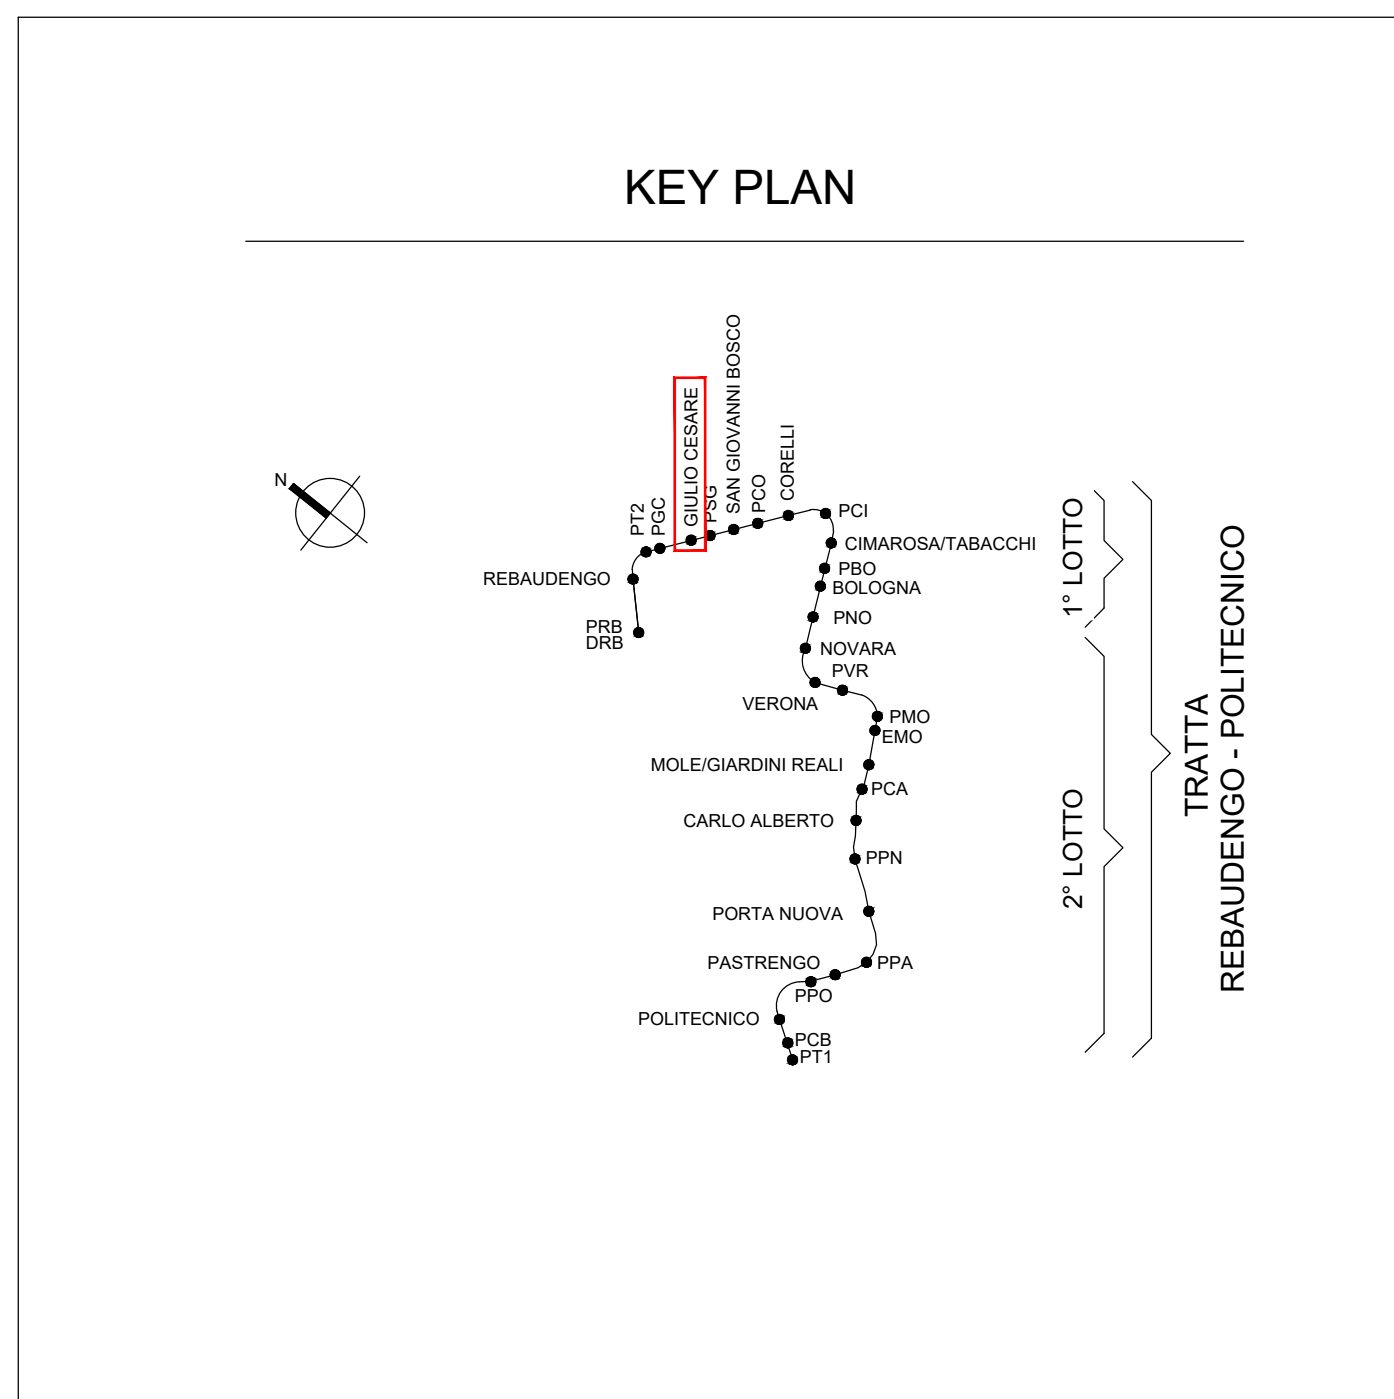 KEY PLAN
N
PT2
PGC
GIULIO CESARE
PSG
SAN GIOVANNI BOSCO
PCO
CORELLI
PCI
CIMAROSA/TABACCHI
REBAUDENGO
PBO
BOLOGNA
PRB
DRB
PNO
NOVARA
PVR
VERONA
PMO
EMO
MOLE/GIARDINI REALI
PCA
CARLO ALBERTO
PPN
PORTA NUOVA
PASTRENGO
PPA
PPO
POLITECNICO
PCB
PT1
1° LOTTO
2° LOTTO
TRATTA
REBAUDENGO - POLITECNICO